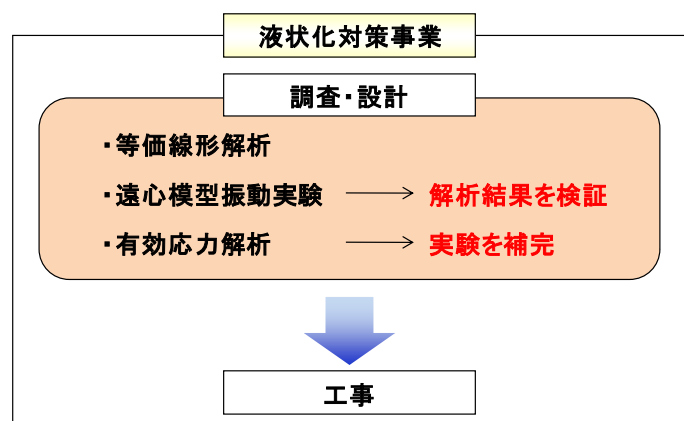 液状化対策事業
調査・設計
・等価線形解析
・遠心模型振動実験 → 解析結果を検証
・有効応力解析 → 実験を補完
工事